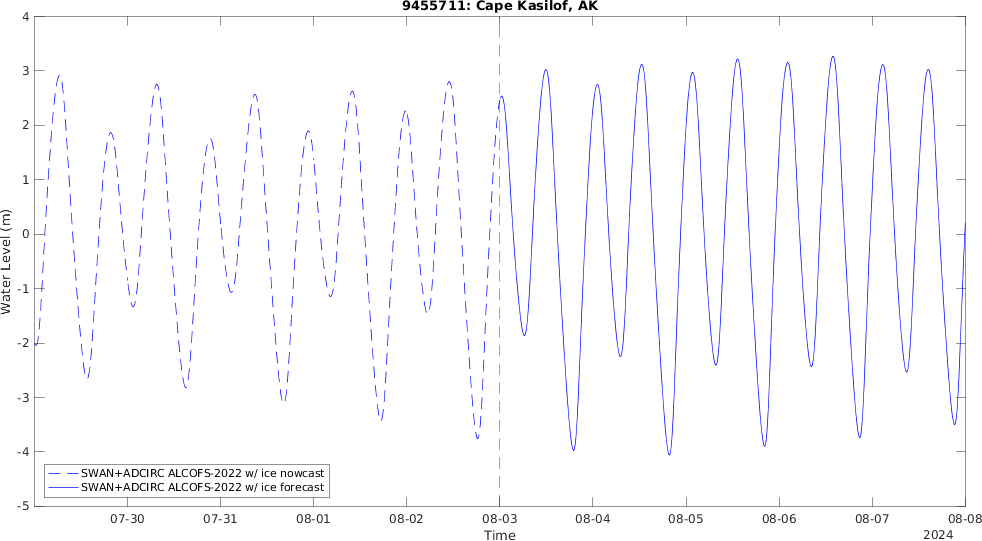 9455711: Cape Kasilof, AK
4
3
2
1
0
-1
-2
-3
-4
-5
Water Level (m)
SWAN+ADCIRC ALCOFS-2022 w/ ice nowcast
SWAN+ADCIRC ALCOFS-2022 w/ ice forecast
07-30 07-31 08-01 08-02 08-03 08-04 08-05 08-06 08-07 08-08
Time
2024